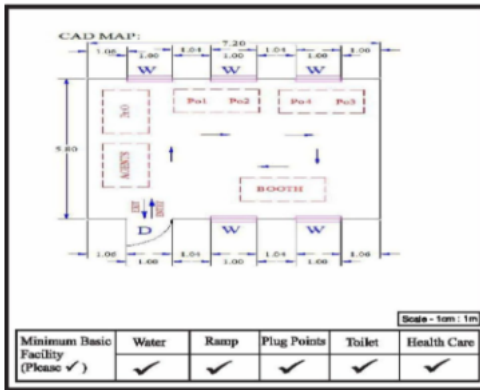 CAD MAP:
7.20
1.06 1.00 1.04 1.00 1.04 1.00 1.06
W W W
Po1 Po2 Po4 Po3
AGENCY
BOOTH
EXIT
D W W
1.06 1.00 1.04 1.00 1.04 1.00 1.06
Scale - 1cm : 1m
Minimum Basic Facility (Please ✓) Water Ramp Plug Points Toilet Health Care
✓ ✓ ✓ ✓ ✓